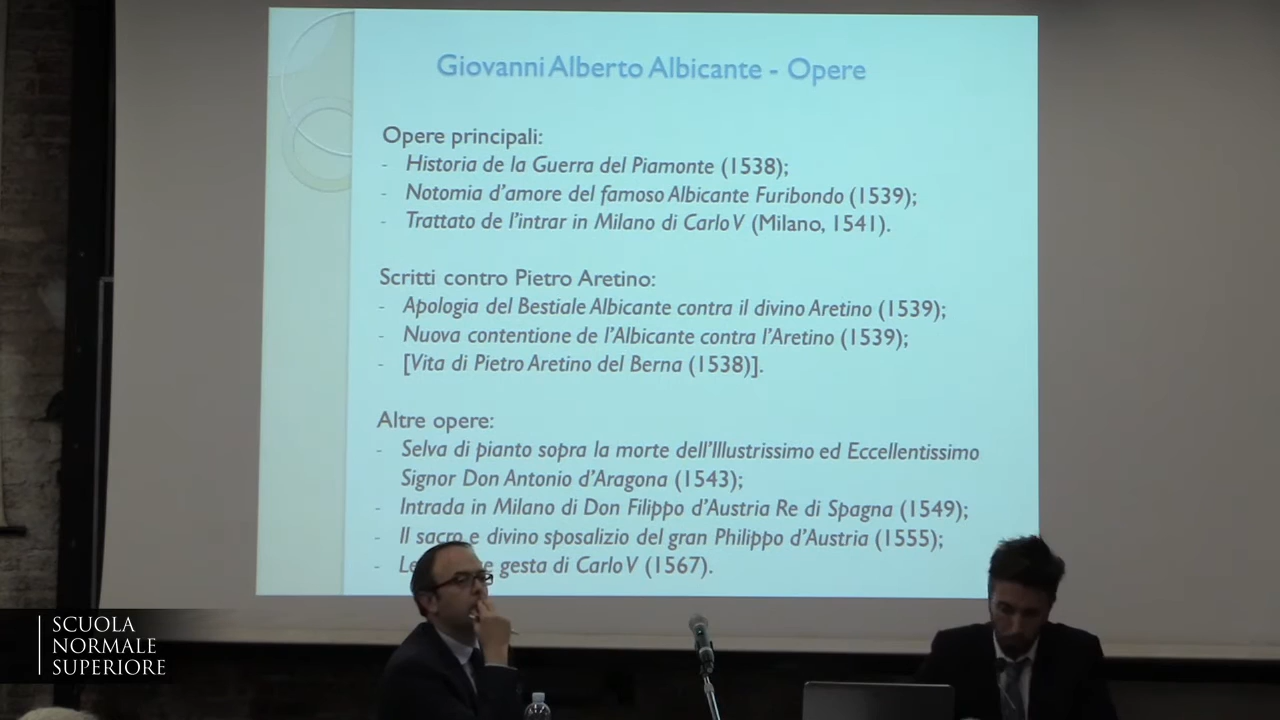 Giovanni Alberto Albicante - Opere
Opere principali:
- Historia de la Guerra del Piamonte (1538);
- Notomia d'amore del famoso Albicante Furibondo (1539);
- Trattato de l'intrar in Milano di Carlo V (Milano, 1541).
Scritti contro Pietro Aretino:
- Apologia del Bestiale Albicante contra il divino Aretino (1539);
- Nuova contentione de l'Albicante contra l'Aretino (1539);
- [Vita di Pietro Aretino del Berna (1538)].
Altre opere:
- Selva di pianto sopra la morte dell'Illustrissimo ed Eccellentissimo
Signor Don Antonio d'Aragona (1543);
- Intrada in Milano di Don Filippo d'Austria Re di Spagna (1549);
- Il sacro e divino sposalizio del gran Philippo d'Austria (1555);
- gesta di Carlo V (1567).
SCUOLA
NORMALE
SUPERIORE